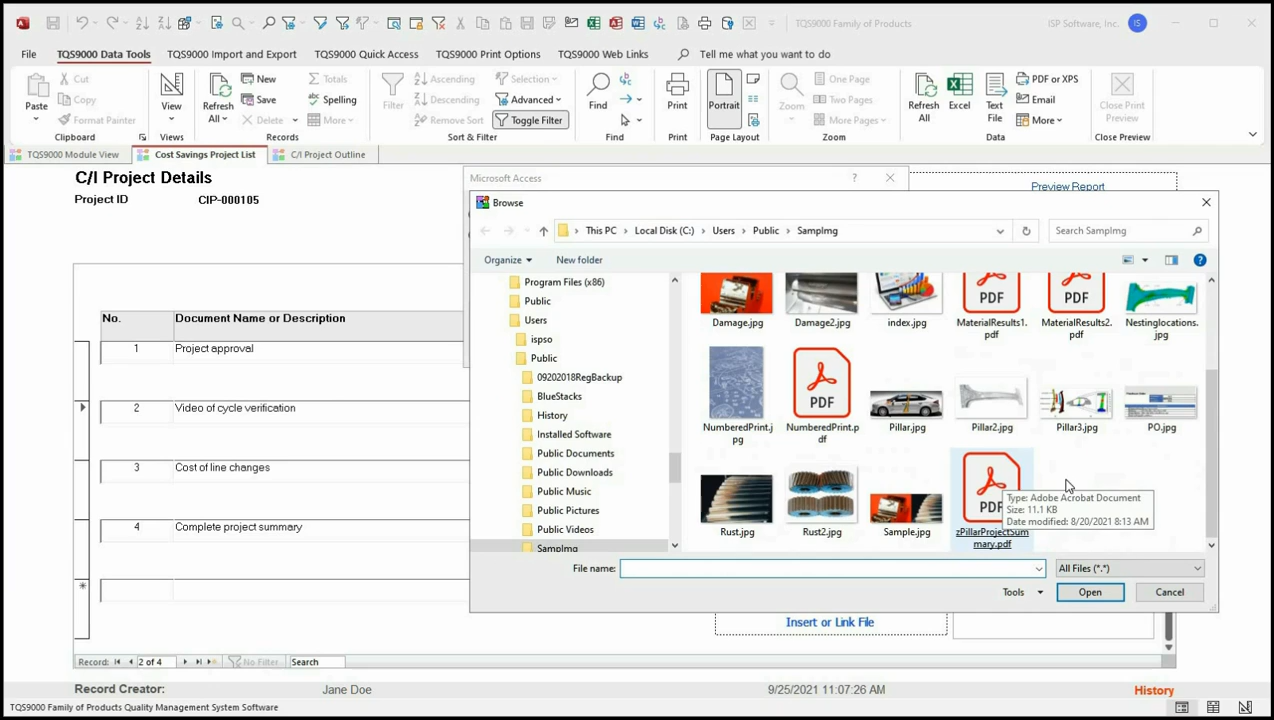 TQS9000 Family of Products
ISP Software, Inc.
IS
File
TQS9000 Data Tools
TQS9000 Import and Export
TQS9000 Quick Access
TQS9000 Print Options
TQS9000 Web Links
Tell me what you want to do
Paste
Cut
Copy
Format Painter
Clipboard
View
Views
Refresh
All
New
Save
Delete
Totals
Spelling
More
Records
Filter
Ascending
Descending
Remove Sort
Selection
Advanced
Toggle Filter
Sort & Filter
Find
Find
Print
Print
Portrait
Page Layout
Zoom
One Page
Two Pages
More Pages
Zoom
Refresh
All
Excel
Text
File
PDF or XPS
Email
More
Data
Close Print
Preview
Close Preview
TQS9000 Module View
Cost Savings Project List
C/I Project Outline
C/I Project Details
Project ID
CIP-000105
Microsoft Access
?
Preview Report
Browse
This PC
Local Disk (C:)
Users
Public
SampImg
Search SampImg
Organize
New folder
Program Files (x86)
Public
Users
ispso
Public
09202018RegBackup
BlueStacks
History
Installed Software
Public Documents
Public Downloads
Public Music
Public Pictures
Public Videos
SampImg
PDF
PDF
Damage.jpg
Damage2.jpg
index.jpg
MaterialResults1.
pdf
MaterialResults2.
pdf
Nestinglocations.
jpg
PDF
NumberedPrint.j
pg
NumberedPrint.p
df
Pillar.jpg
Pillar2.jpg
Pillar3.jpg
PO.jpg
PDF
Rust.jpg
Rust2.jpg
Sample.jpg
zPillarProjectSum
mary.pdf
Type: Adobe Acrobat Document
Size: 11.1 KB
Date modified: 8/20/2021 8:13 AM
File name:
All Files (*.*)
Tools
Open
Cancel
No.
Document Name or Description
1
Project approval
2
Video of cycle verification
3
Cost of line changes
4
Complete project summary
Insert or Link File
Record:
2 of 4
No Filter
Search
Record Creator:
Jane Doe
9/25/2021 11:07:26 AM
History
TQS9000 Family of Products Quality Management System Software